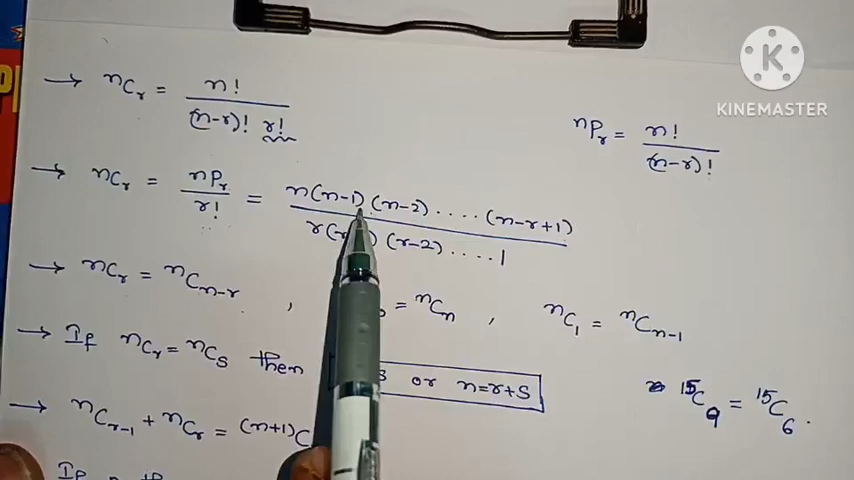 → ⁿCᵣ = n! / (n-r)! r!    ⁿPᵣ = n! / (n-r)!
→ ⁿCᵣ = ⁿPᵣ / r! = n(n-1)(n-2)....(n-r+1) / r( ) (r-2)....1
→ ⁿCᵣ = ⁿCₙ₋ᵣ , = ⁿCₙ , ⁿC₁ = ⁿCₙ₋₁
→ If ⁿCᵣ = ⁿCₛ then or n=r+s
¹⁵C₉ = ¹⁵C₆.
→ ⁿCᵣ₋₁ + ⁿCᵣ = ⁽ⁿ⁺¹⁾C
If n
K
KINEMASTER